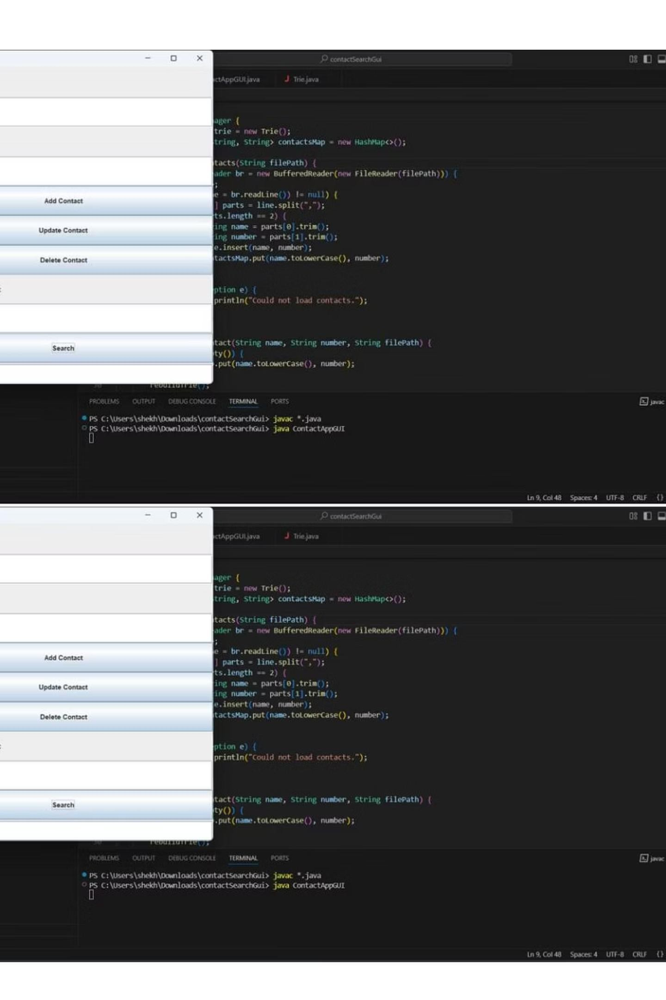 contactSearchGui
ctAppGUI.java J Trie.java
ager {
trie = new Trie();
tring, String> contactsMap = new HashMap<>();
tacts(String filePath) {
ader br = new BufferedReader(new FileReader(filePath))) {
;
e = br.readLine()) != null) {
] parts = line.split(",");
ts.length == 2) {
ing name = parts[0].trim();
ing number = parts[1].trim();
e.insert(name, number);
tactsMap.put(name.toLowerCase(), number);
Add Contact
Update Contact
Delete Contact
:
ption e) {
println("Could not load contacts.");
Search
tact(String name, String number, String filePath) {
ty()) {
.put(name.toLowerCase(), number);
rebuildTrie();
PROBLEMS OUTPUT DEBUG CONSOLE TERMINAL PORTS javac
PS C:\Users\shekh\Downloads\contactSearchGui> javac *.java
PS C:\Users\shekh\Downloads\contactSearchGui> java ContactAppGUI
Ln 9, Col 48 Spaces: 4 UTF-8 CRLF {}
contactSearchGui
ctAppGUI.java J Trie.java
ager {
trie = new Trie();
tring, String> contactsMap = new HashMap<>();
tacts(String filePath) {
ader br = new BufferedReader(new FileReader(filePath))) {
;
e = br.readLine()) != null) {
] parts = line.split(",");
ts.length == 2) {
ing name = parts[0].trim();
ing number = parts[1].trim();
e.insert(name, number);
tactsMap.put(name.toLowerCase(), number);
Add Contact
Update Contact
Delete Contact
:
ption e) {
println("Could not load contacts.");
Search
tact(String name, String number, String filePath) {
ty()) {
.put(name.toLowerCase(), number);
rebuildTrie();
PROBLEMS OUTPUT DEBUG CONSOLE TERMINAL PORTS javac
PS C:\Users\shekh\Downloads\contactSearchGui> javac *.java
PS C:\Users\shekh\Downloads\contactSearchGui> java ContactAppGUI
Ln 9, Col 48 Spaces: 4 UTF-8 CRLF {}